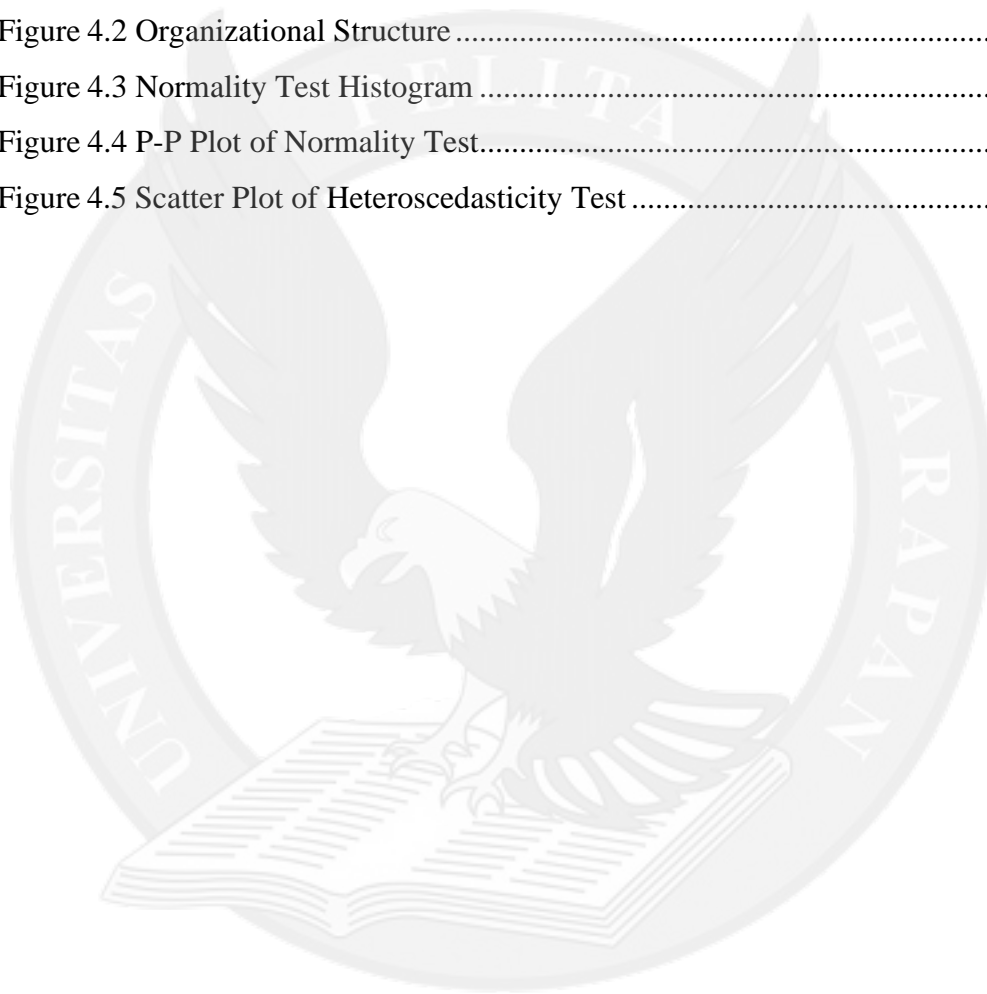 Figure 4.2 Organizational Structure ........................................................................
Figure 4.3 Normality Test Histogram .....................................................................
Figure 4.4 P-P Plot of Normality Test.....................................................................
Figure 4.5 Scatter Plot of Heteroscedasticity Test .................................................
UNIVERSITAS PELITA HARAPAN